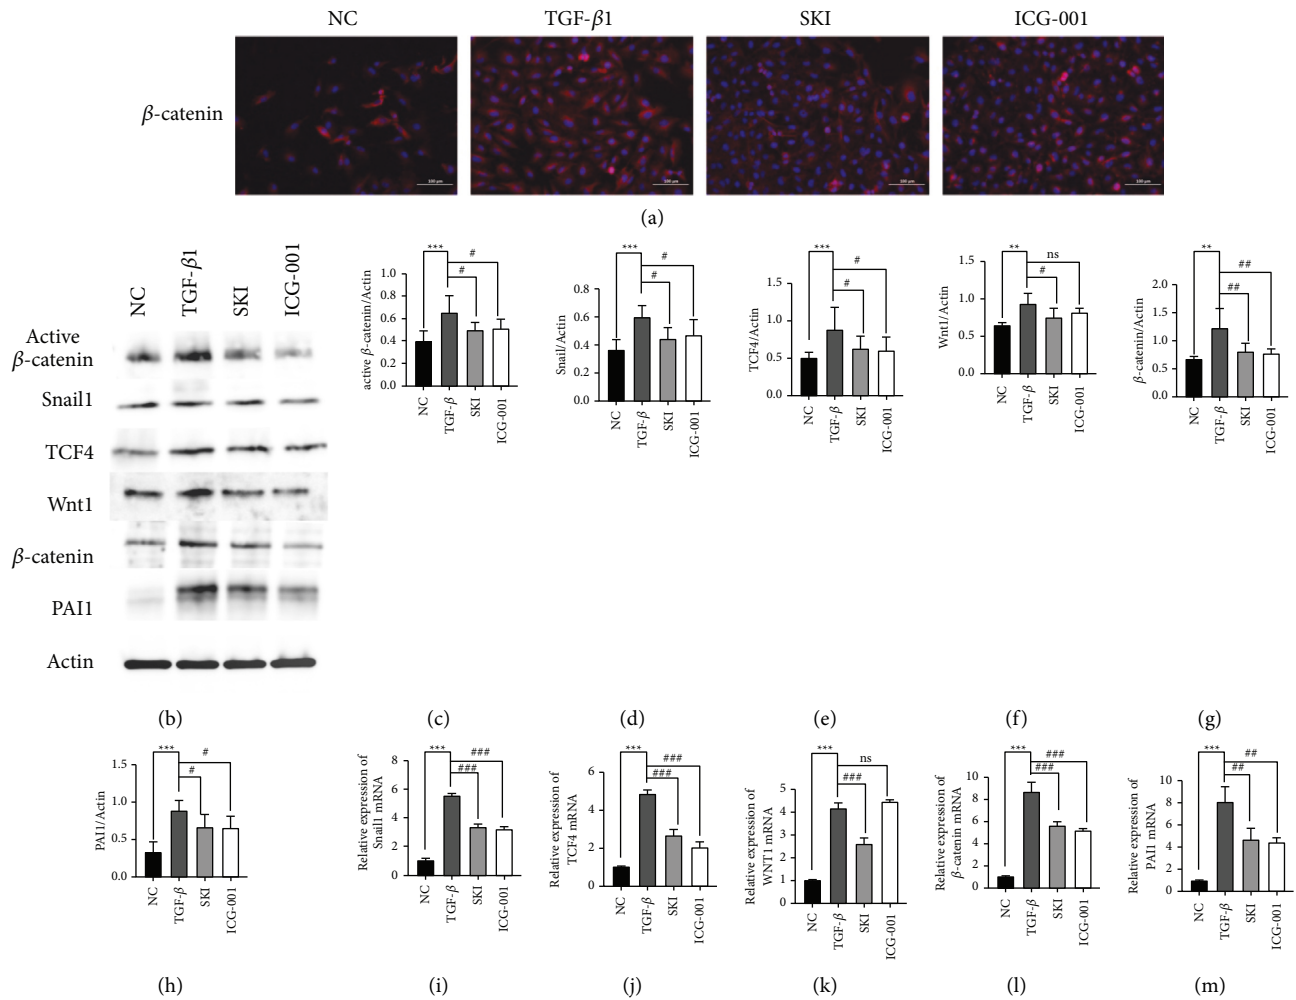 NC
TGF-β1
SKI
ICG-001
β-catenin
100 μm
100 μm
100 μm
100 μm
(a)
NC
TGF-β1
SKI
ICG-001
Active
β-catenin
Snail1
TCF4
Wnt1
β-catenin
PAI1
Actin
(b)
***
#
#
active β-catenin/Actin
1.0
0.8
0.6
0.4
0.2
0.0
NC
TGF-β
SKI
ICG-001
(c)
***
#
#
Snail/Actin
0.8
0.6
0.4
0.2
0.0
NC
TGF-β
SKI
ICG-001
(d)
***
#
#
TCF4/Actin
1.5
1.0
0.5
0.0
NC
TGF-β
SKI
ICG-001
(e)
**
ns
#
Wnt1/Actin
1.5
1.0
0.5
0.0
NC
TGF-β
SKI
ICG-001
(f)
**
##
##
β-catenin/Actin
2.0
1.5
1.0
0.5
0.0
NC
TGF-β
SKI
ICG-001
(g)
***
#
#
PAI1/Actin
1.5
1.0
0.5
0.0
NC
TGF-β
SKI
ICG-001
(h)
***
###
###
Relative expression of
Snail1 mRNA
8
6
4
2
0
NC
TGF-β
SKI
ICG-001
(i)
***
###
###
Relative expression of
TCF4 mRNA
6
4
2
0
NC
TGF-β
SKI
ICG-001
(j)
***
ns
###
Relative expression of
WNT1 mRNA
5
4
3
2
1
0
NC
TGF-β
SKI
ICG-001
(k)
***
###
###
Relative expression of
β-catenin mRNA
10
8
6
4
2
0
NC
TGF-β
SKI
ICG-001
(l)
***
##
##
Relative expression of
PAI1 mRNA
10
8
6
4
2
0
NC
TGF-β
SKI
ICG-001
(m)